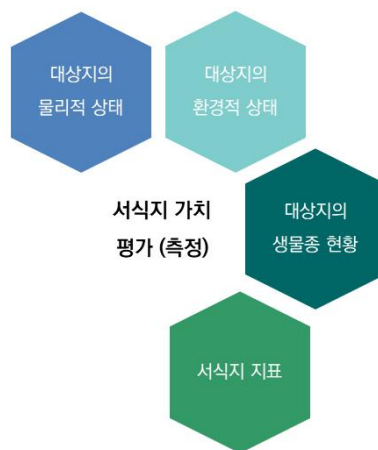 대상지의
물리적 상태
대상지의
환경적 상태
서식지 가치
평가 (측정)
대상지의
생물종 현황
서식지 지표